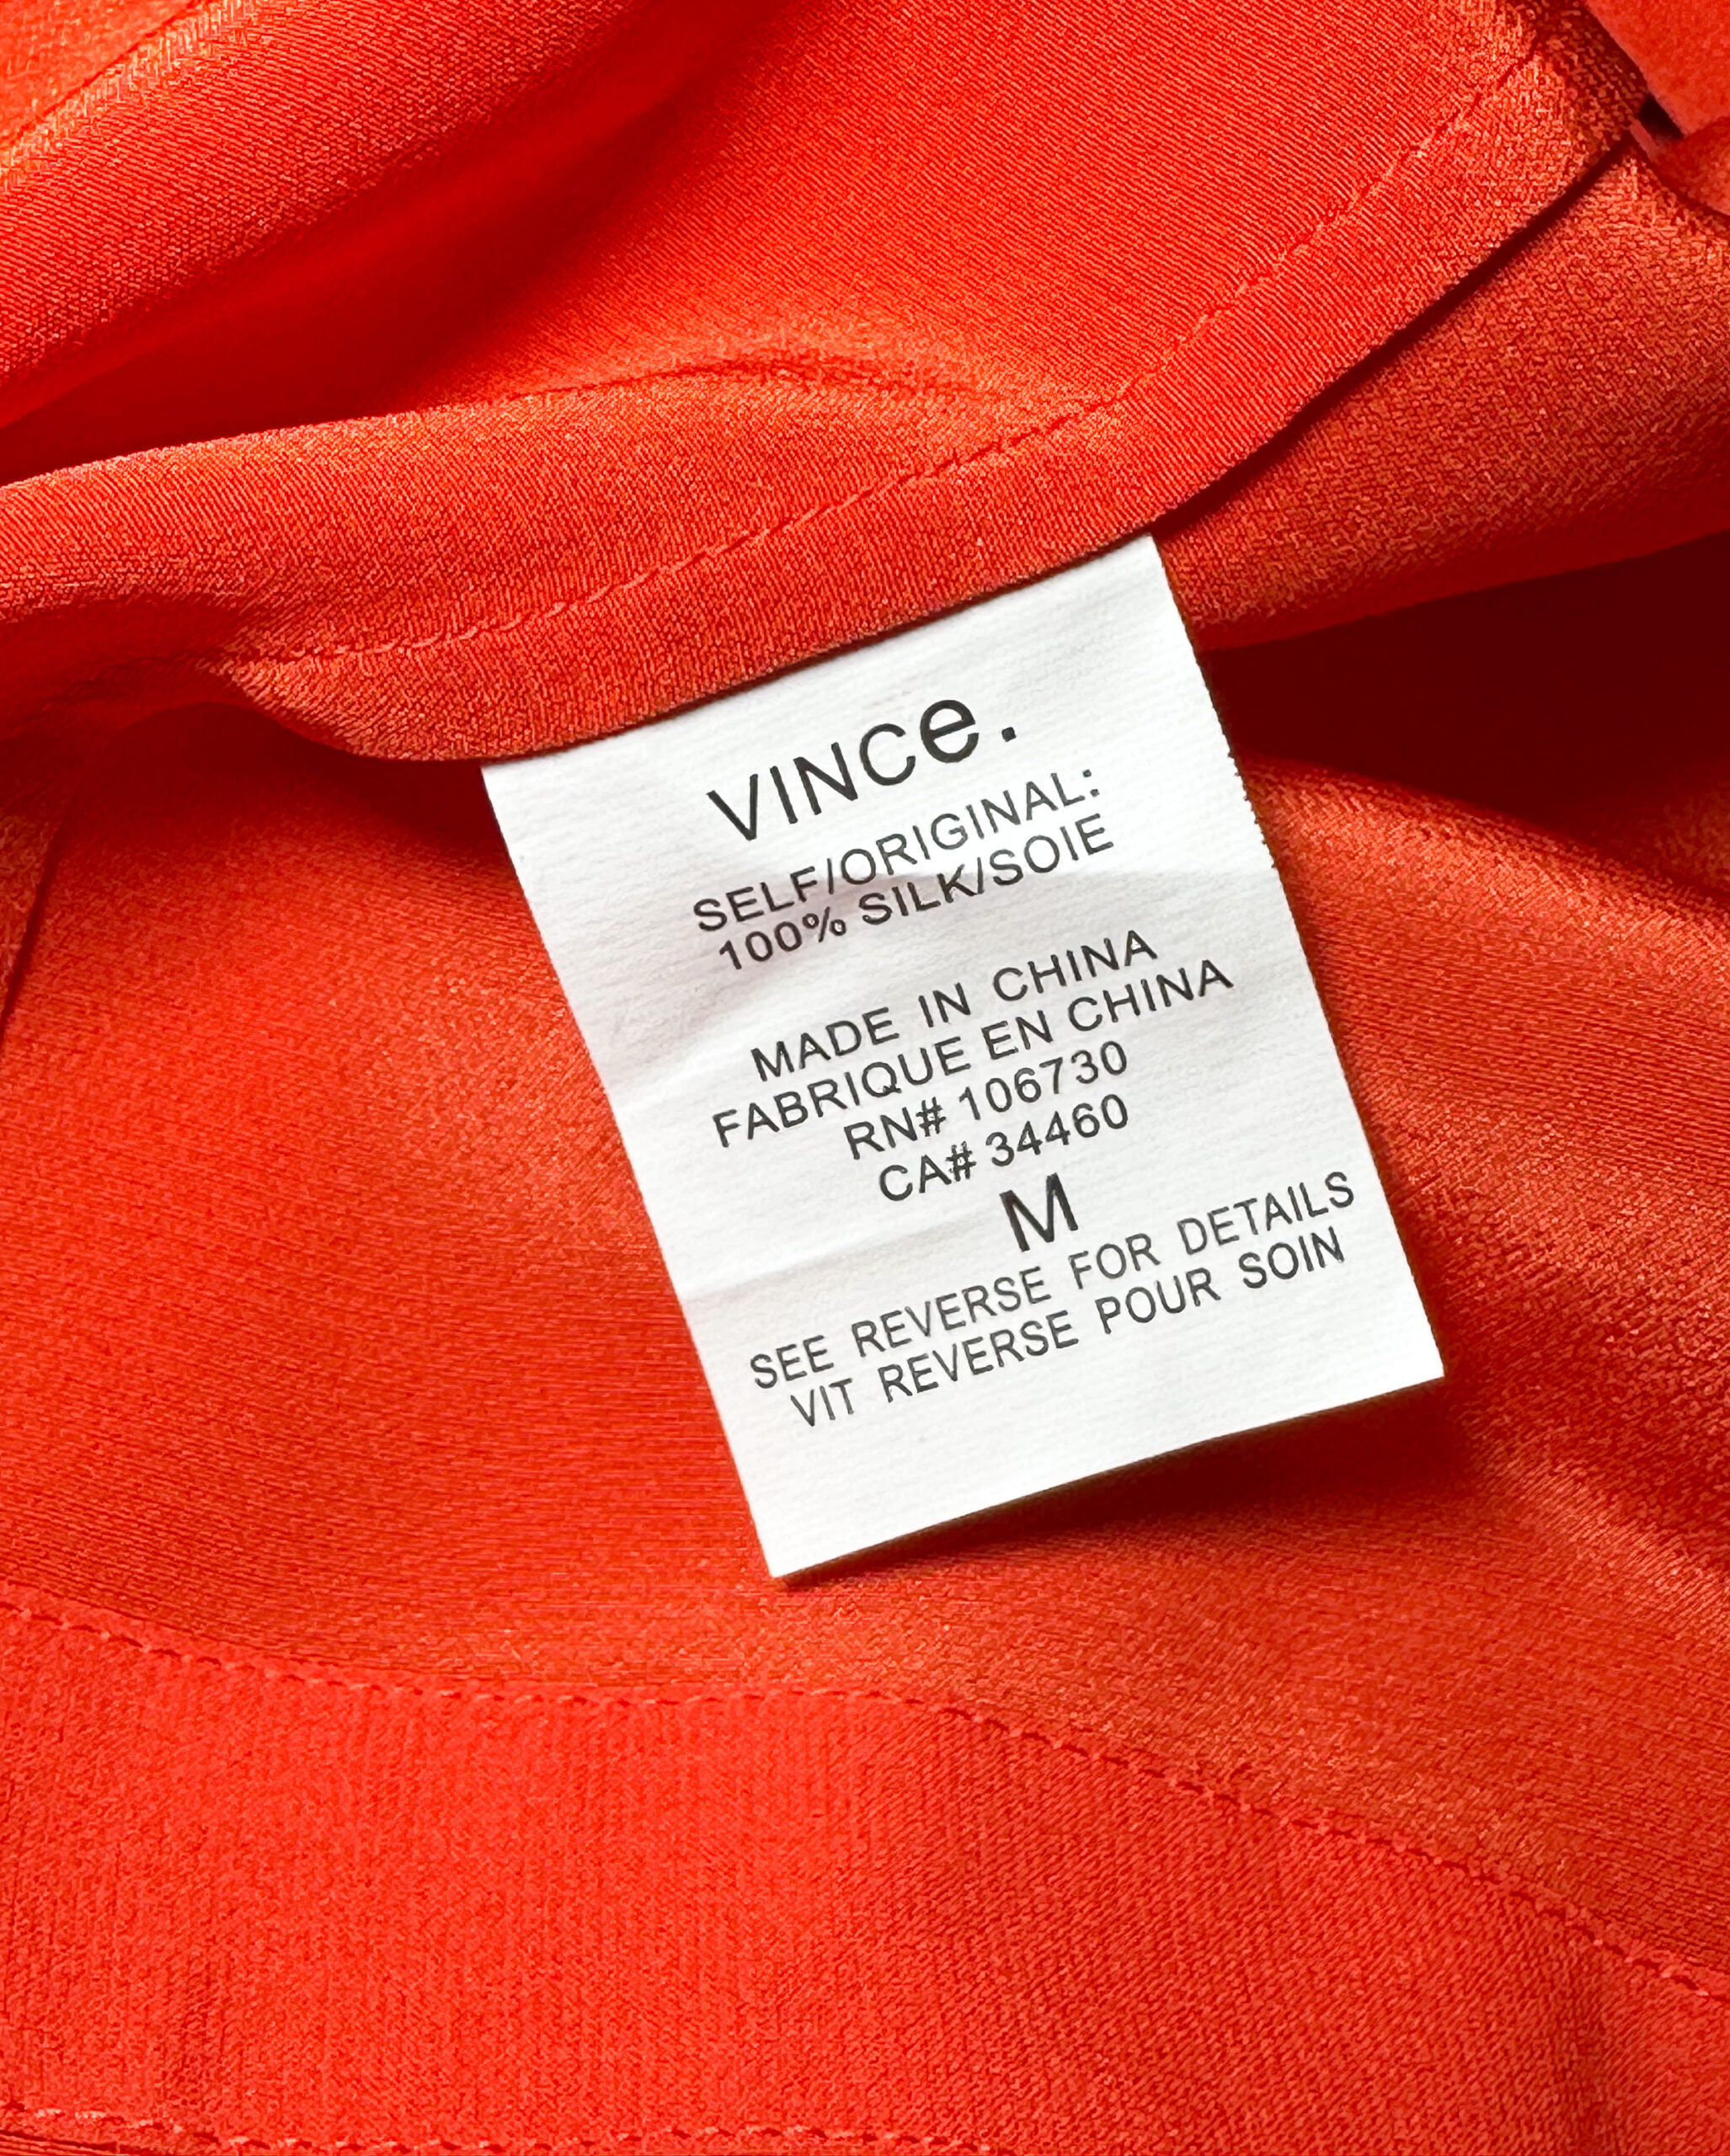 VINCe.
SELF/ORIGINAL:
100% SILK/SOIE
MADE IN CHINA
FABRIQUE EN CHINA
RN# 106730
CA# 34460
M
SEE REVERSE FOR DETAILS
VIT REVERSE POUR SOIN